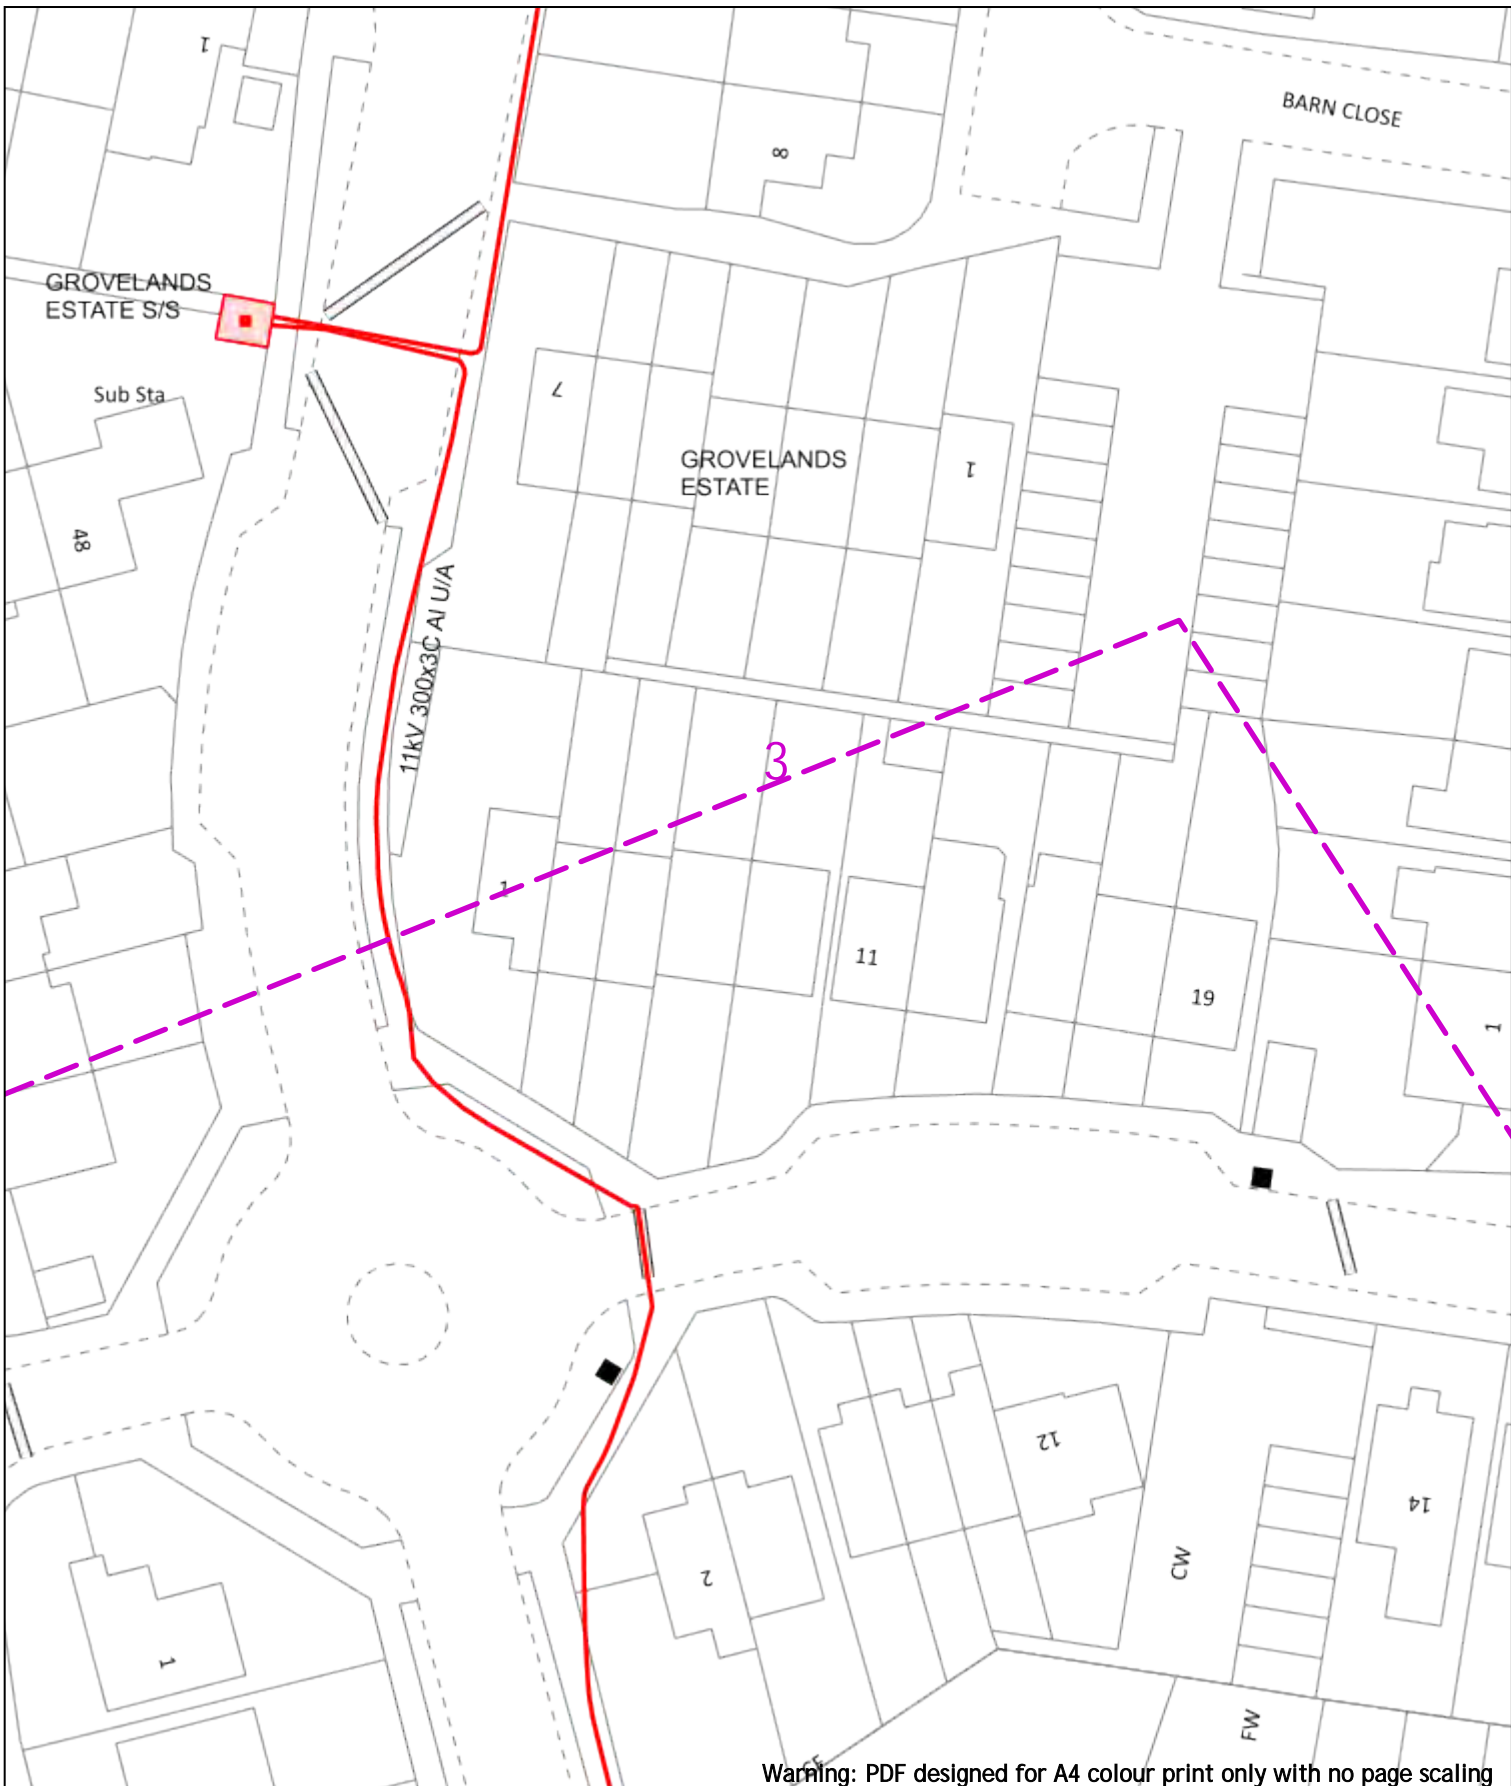 1
BARN CLOSE
8
GROVELANDS
ESTATE S/S
Sub Sta
7
GROVELANDS
ESTATE
1
48
11kV 300x3C Al U/A
3
1
11
19
1
12
14
2
CW
1
FW
Warning: PDF designed for A4 colour print only with no page scaling